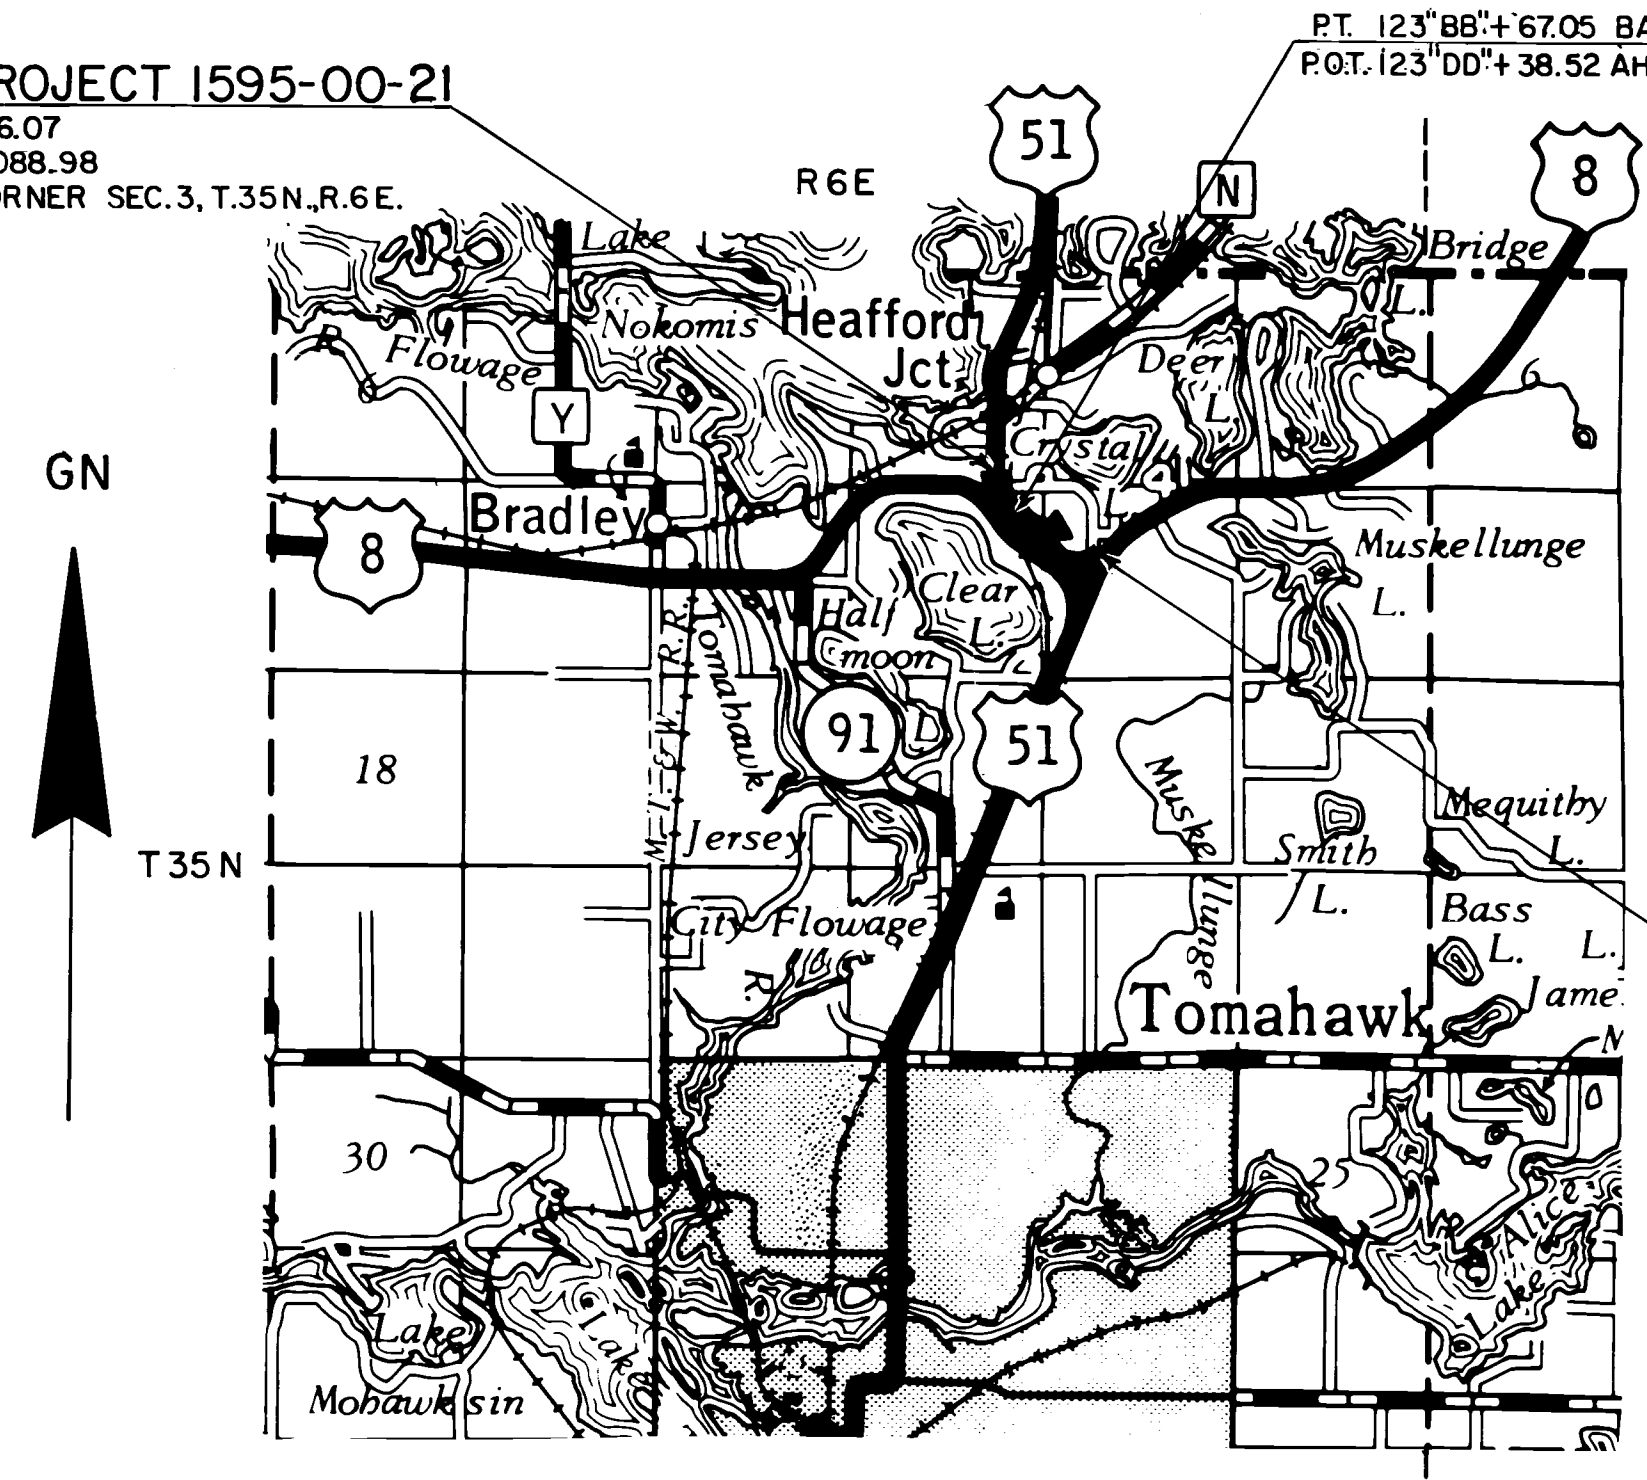 P.T. 123"BB"+67.05 BA
P.O.T. 123"DD"+38.52 AH
ROJECT 1595-00-21
6.07
088.98
RNER SEC.3, T.35N.,R.6E.
R6E
51
N
8
Lake
Bridge
L.
Nokomis
Heafford
Jct.
R.
Flowage
Deer
L.
6
Y
Crystal
L.
GN
Bradley
8
Muskellunge
L.
Clear
L.
Half
moon
L
M.T.&W.R.R.
Tomahawk
R.
91
51
18
Muskellunge
Mequithy
L.
Jersey
City Flowage
Smith
L.
T35N
Bass
L.
L.
Jame
Tomahawk
M
30
25
Alice
Lake
Lake
Lake
Mohawksin